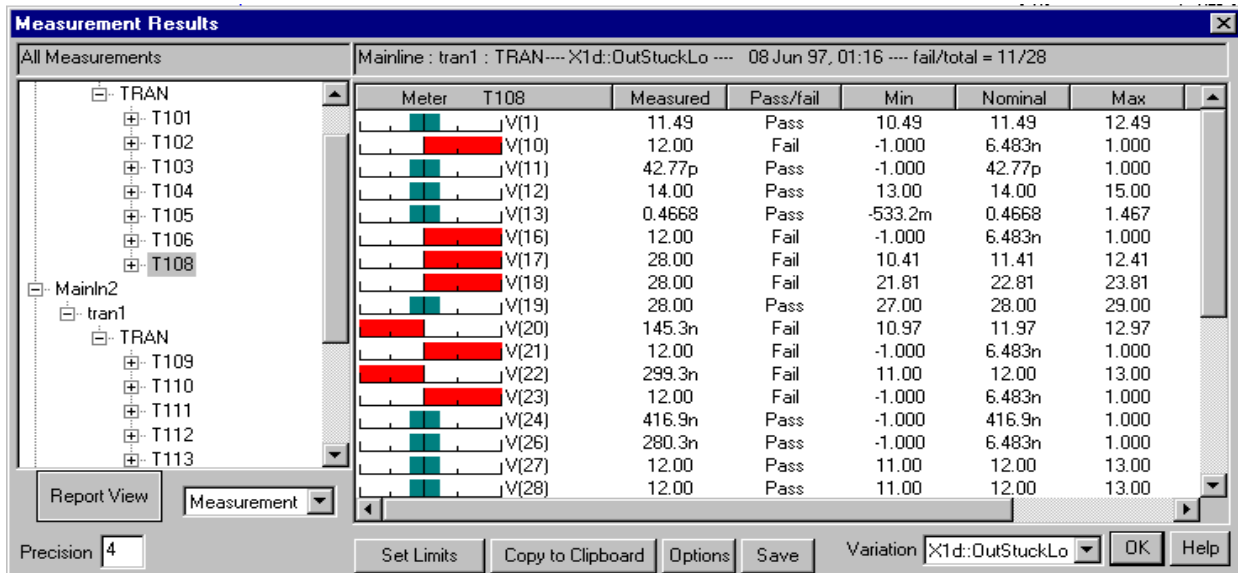 Measurement Results
All Measurements
Mainline : tran1 : TRAN---- X1d::OutStuckLo ---- 08 Jun 97, 01:16 ---- fail/total = 11/28
TRAN
T101
T102
T103
T104
T105
T106
T108
MainIn2
tran1
TRAN
T109
T110
T111
T112
T113
Meter T108 Measured Pass/fail Min Nominal Max
V(1) 11.49 Pass 10.49 11.49 12.49
V(10) 12.00 Fail -1.000 6.483n 1.000
V(11) 42.77p Pass -1.000 42.77p 1.000
V(12) 14.00 Pass 13.00 14.00 15.00
V(13) 0.4668 Pass -533.2m 0.4668 1.467
V(16) 12.00 Fail -1.000 6.483n 1.000
V(17) 28.00 Fail 10.41 11.41 12.41
V(18) 28.00 Fail 21.81 22.81 23.81
V(19) 28.00 Pass 27.00 28.00 29.00
V(20) 145.3n Fail 10.97 11.97 12.97
V(21) 12.00 Fail -1.000 6.483n 1.000
V(22) 299.3n Fail 11.00 12.00 13.00
V(23) 12.00 Fail -1.000 6.483n 1.000
V(24) 416.9n Pass -1.000 416.9n 1.000
V(26) 280.3n Pass -1.000 6.483n 1.000
V(27) 12.00 Pass 11.00 12.00 13.00
V(28) 12.00 Pass 11.00 12.00 13.00
Report View
Measurement
Precision 4
Set Limits
Copy to Clipboard
Options
Save
Variation X1d::OutStuckLo
OK
Help